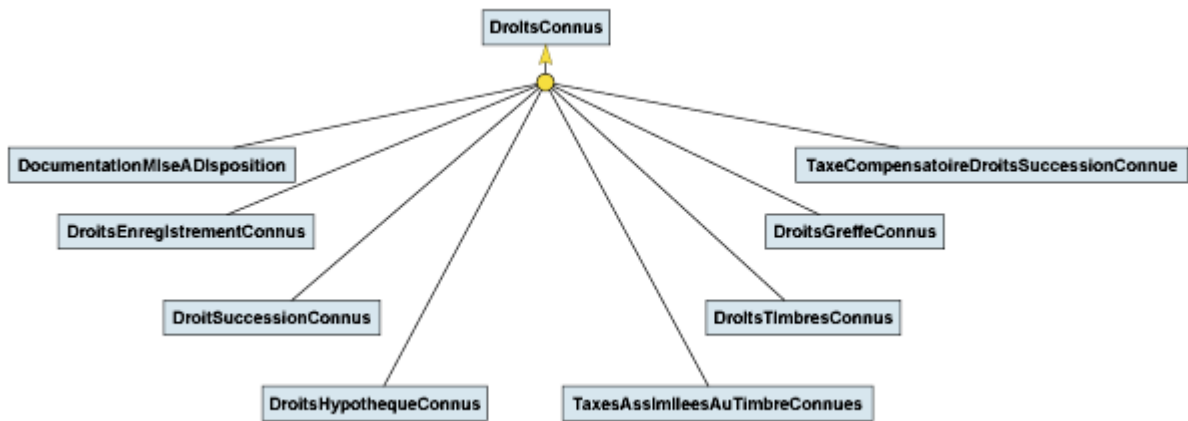 DroitsConnus
DocumentationMiseADisposition
TaxeCompensatoireDroitsSuccessionConnue
DroitsEnregistrementConnus
DroitsGreffeConnus
DroitSuccessionConnus
DroitsTimbresConnus
DroitsHypothequeConnus
TaxesAssimileesAuTimbreConnues